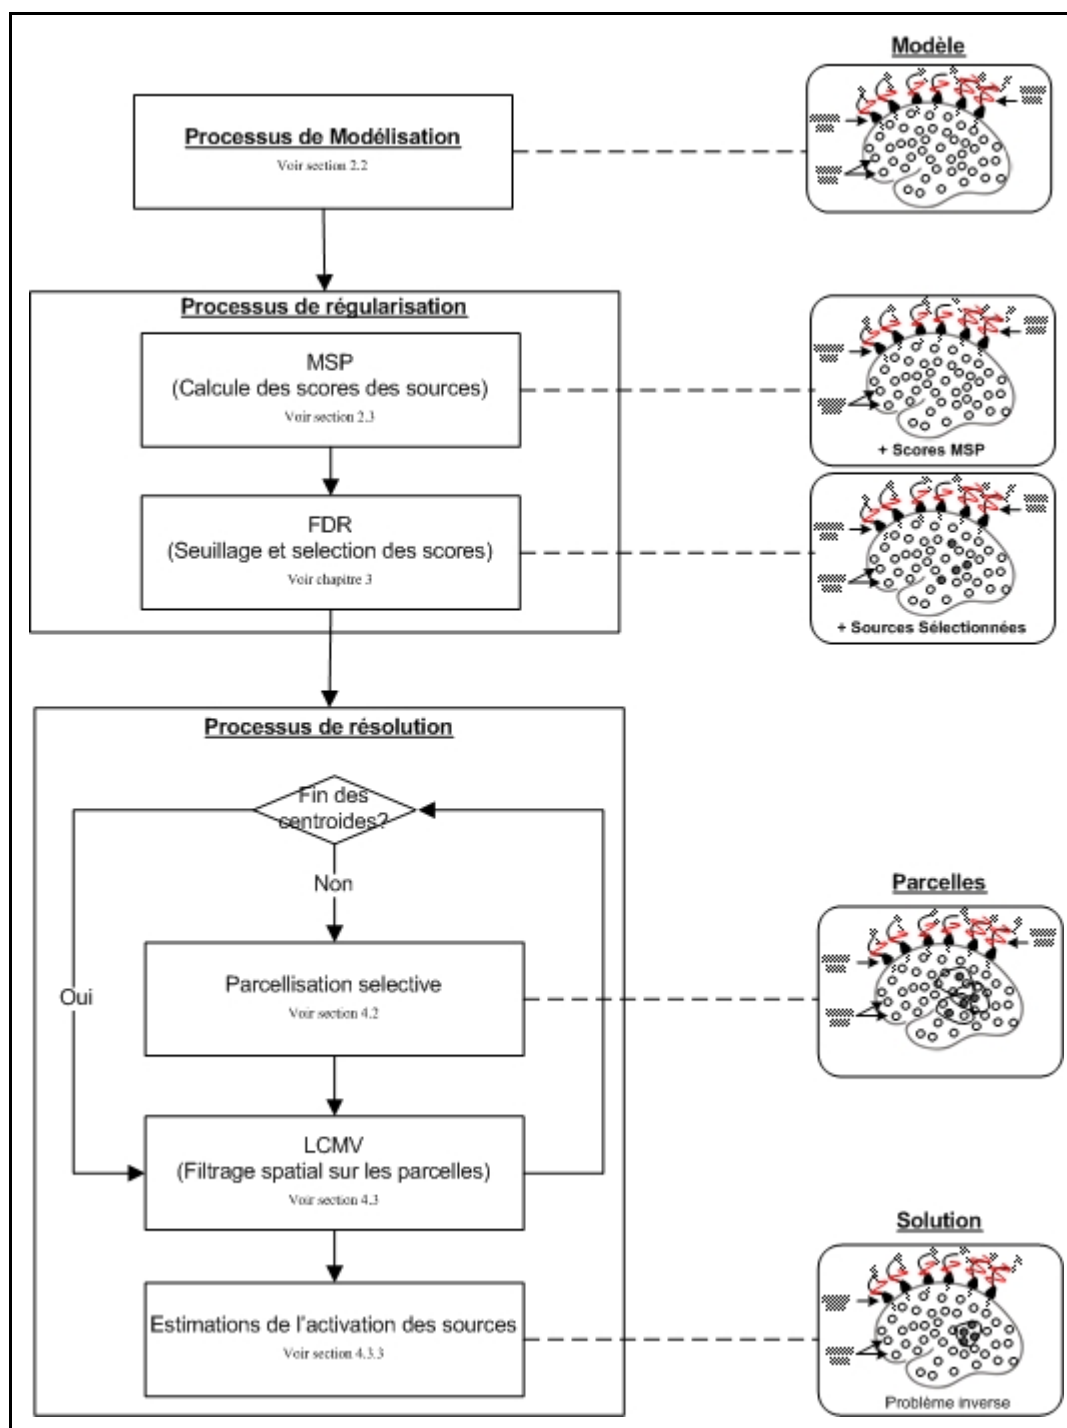 Modèle
Processus de Modélisation
Voir section 2.2
Processus de régularisation
MSP
(Calcule des scores des sources)
Voir section 2.3
+ Scores MSP
FDR
(Seuillage et selection des scores)
Voir chapitre 3
+ Sources Sélectionnées
Processus de résolution
Fin des
centroides?
Non
Oui
Parcelles
Parcellisation selective
Voir section 4.2
LCMV
(Filtrage spatial sur les parcelles)
Voir section 4.3
Solution
Estimations de l'activation des sources
Voir section 4.3.3
Problème inverse